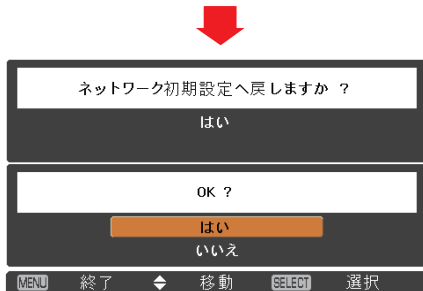 ネットワーク初期設定へ戻しますか ?
はい
OK ?
はい
いいえ
MENU 終了 移動 SELECT 選択